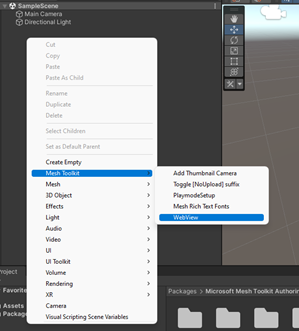 SampleScene
Main Camera
Directional Light
Cut
Copy
Paste
Paste As Child
Rename
Duplicate
Delete
Select Children
Set as Default Parent
Create Empty
Mesh Toolkit
Mesh
3D Object
Effects
Light
Audio
Video
UI
UI Toolkit
Volume
Rendering
XR
Camera
Visual Scripting Scene Variables
Add Thumbnail Camera
Toggle [NoUpload] suffix
PlaymodeSetup
Mesh Rich Text Fonts
WebView
Project
Favorite
Assets
Package
Packages
Microsoft Mesh Toolkit Authorin